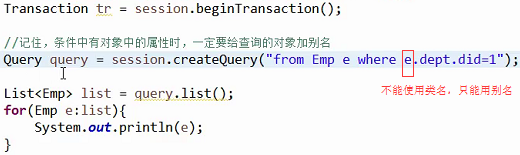 Transaction tr = session.beginTransaction();
//记住，条件中有对象中的属性时，一定要给查询的对象加别名
Query query = session.createQuery("from Emp e where e.dept.did=1");
List<Emp> list = query.list();
不能使用类名，只能用别名
for(Emp e:list){
System.out.println(e);
}